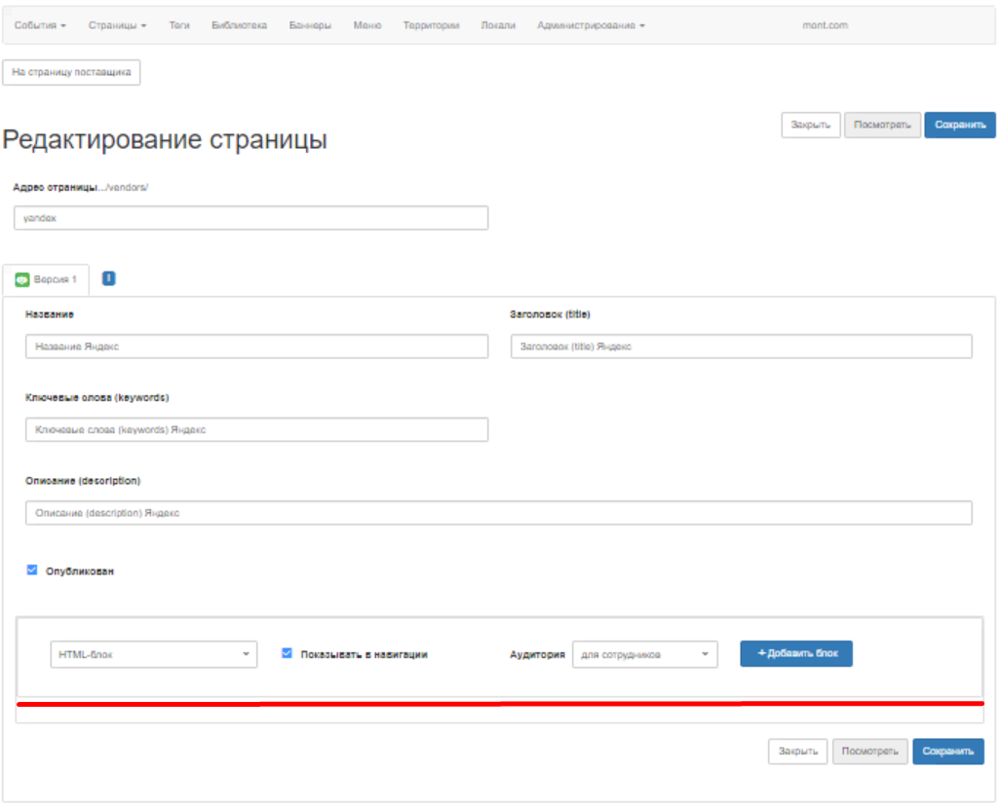 События Страницы Теги Библиотека Баннеры Меню Территории Локали Администрирование mont.com
На страницу поставщика
Редактирование страницы
Закрыть Посмотреть Сохранить
Адрес страницы.../vendors/
yandex
Версия 1
Название Заголовок (title)
Название Яндекс Заголовок (title) Яндекс
Ключевые слова (keywords)
Ключевые слова (keywords) Яндекс
Описание (description)
Описание (description) Яндекс
Опубликован
HTML-блок Показывать в навигации Аудитория для сотрудников +Добавить блок
Закрыть Посмотреть Сохранить